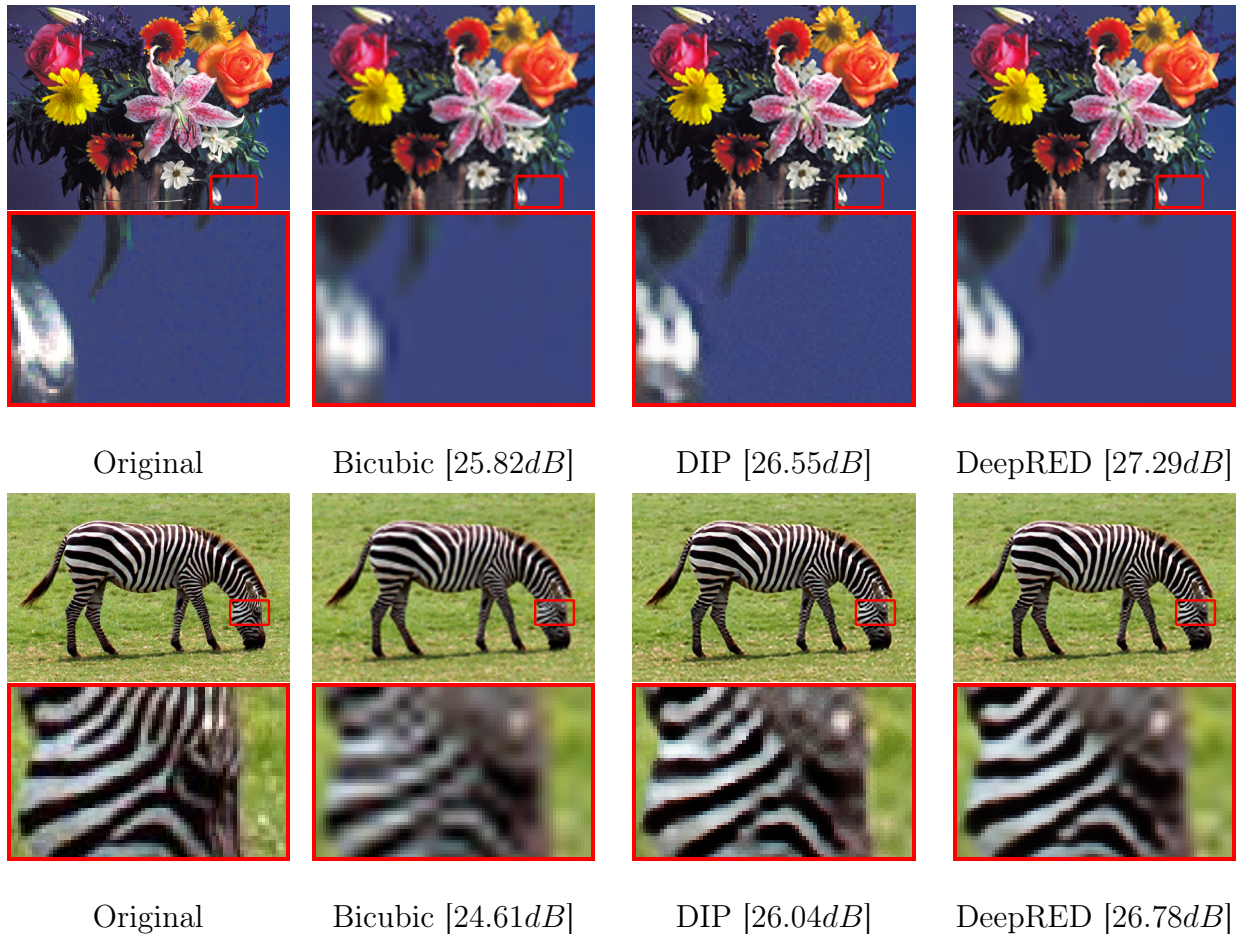 Original Bicubic [25.82dB] DIP [26.55dB] DeepRED [27.29dB]
Original Bicubic [24.61dB] DIP [26.04dB] DeepRED [26.78dB]